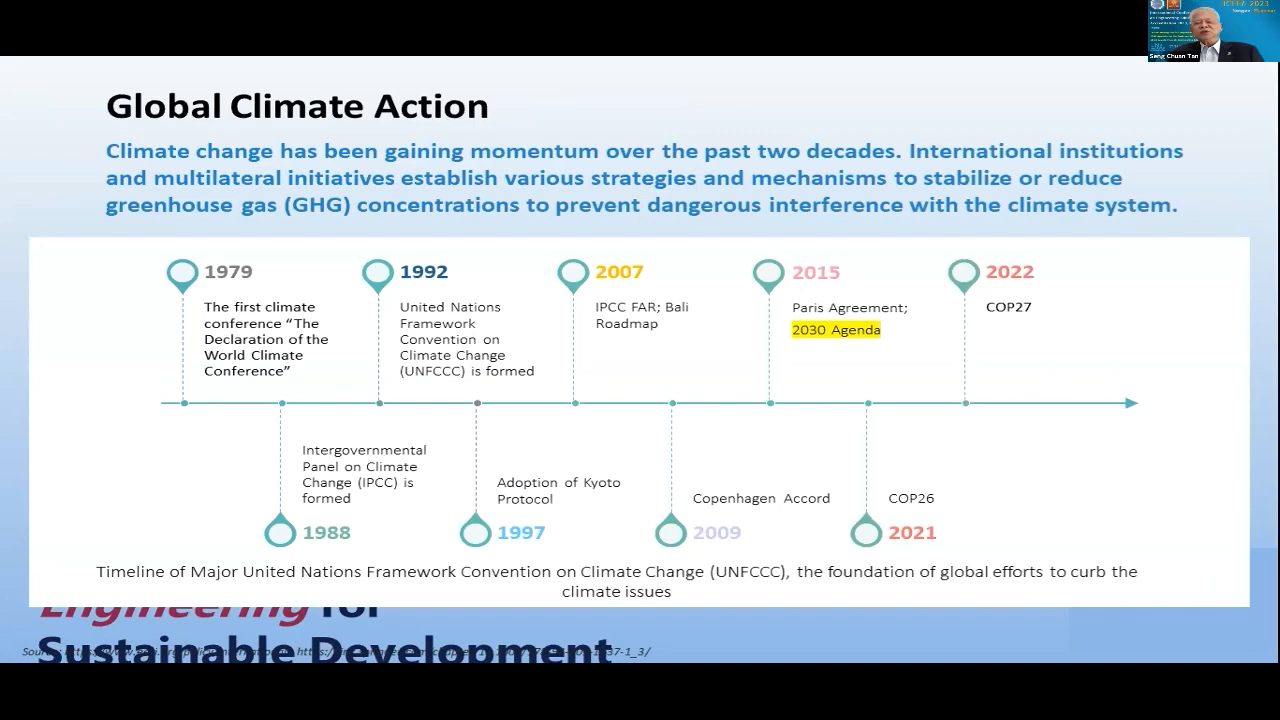 ICEEA 2023
Seng Chuan Tan
Global Climate Action
Climate change has been gaining momentum over the past two decades. International institutions
and multilateral initiatives establish various strategies and mechanisms to stabilize or reduce
greenhouse gas (GHG) concentrations to prevent dangerous interference with the climate system.
1979
The first climate
conference “The
Declaration of the
World Climate
Conference”
1992
United Nations
Framework
Convention on
Climate Change
(UNFCCC) is formed
2007
IPCC FAR; Bali
Roadmap
2015
Paris Agreement;
2030 Agenda
2022
COP27
Intergovernmental
Panel on Climate
Change (IPCC) is
formed
1988
Adoption of Kyoto
Protocol
1997
Copenhagen Accord
2009
COP26
2021
Timeline of Major United Nations Framework Convention on Climate Change (UNFCCC), the foundation of global efforts to curb the
climate issues
Engineering for
Sustainable Development